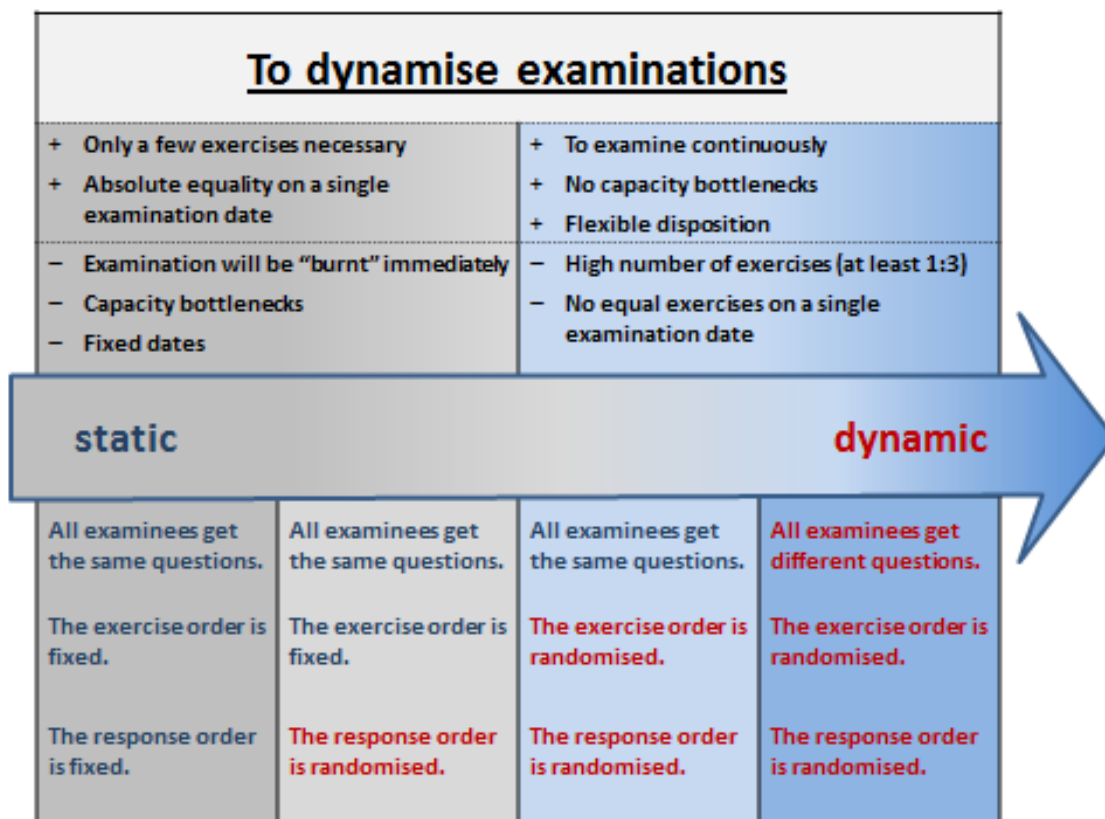 To dynamise examinations
+ Only a few exercises necessary
+ Absolute equality on a single
examination date
+ To examine continuously
+ No capacity bottlenecks
+ Flexible disposition
– Examination will be “burnt” immediately
– Capacity bottlenecks
– Fixed dates
– High number of exercises (at least 1:3)
– No equal exercises on a single
examination date
static
dynamic
All examinees get
the same questions.
The exercise order is
fixed.
The response order
is fixed.
All examinees get
the same questions.
The exercise order is
fixed.
The response order
is randomised.
All examinees get
the same questions.
The exercise order is
randomised.
The response order
is randomised.
All examinees get
different questions.
The exercise order is
randomised.
The response order
is randomised.